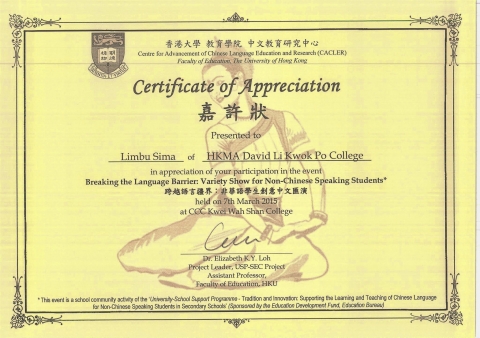 香港大學 教育學院 中文教育研究中心
Centre for Advancement of Chinese Language Education and Research (CACLER)
Faculty of Education, The University of Hong Kong
Certificate of Appreciation
嘉許狀
Presented to
Limbu Sima of HKMA David Li Kwok Po College
in appreciation of your participation in the event
Breaking the Language Barrier: Variety Show for Non-Chinese Speaking Students*
跨越語言疆界：非華語學生創意中文匯演
held on 7th March 2015
at CCC Kwei Wah Shan College
Dr. Elizabeth K.Y. Loh
Project Leader, USP-SEC Project
Assistant Professor,
Faculty of Education, HKU
* This event is a school community activity of the 'University-School Support Programme - Tradition and Innovation: Supporting the Learning and Teaching of Chinese Language
for Non-Chinese Speaking Students in Secondary Schools' (Sponsored by the Education Development Fund, Education Bureau)